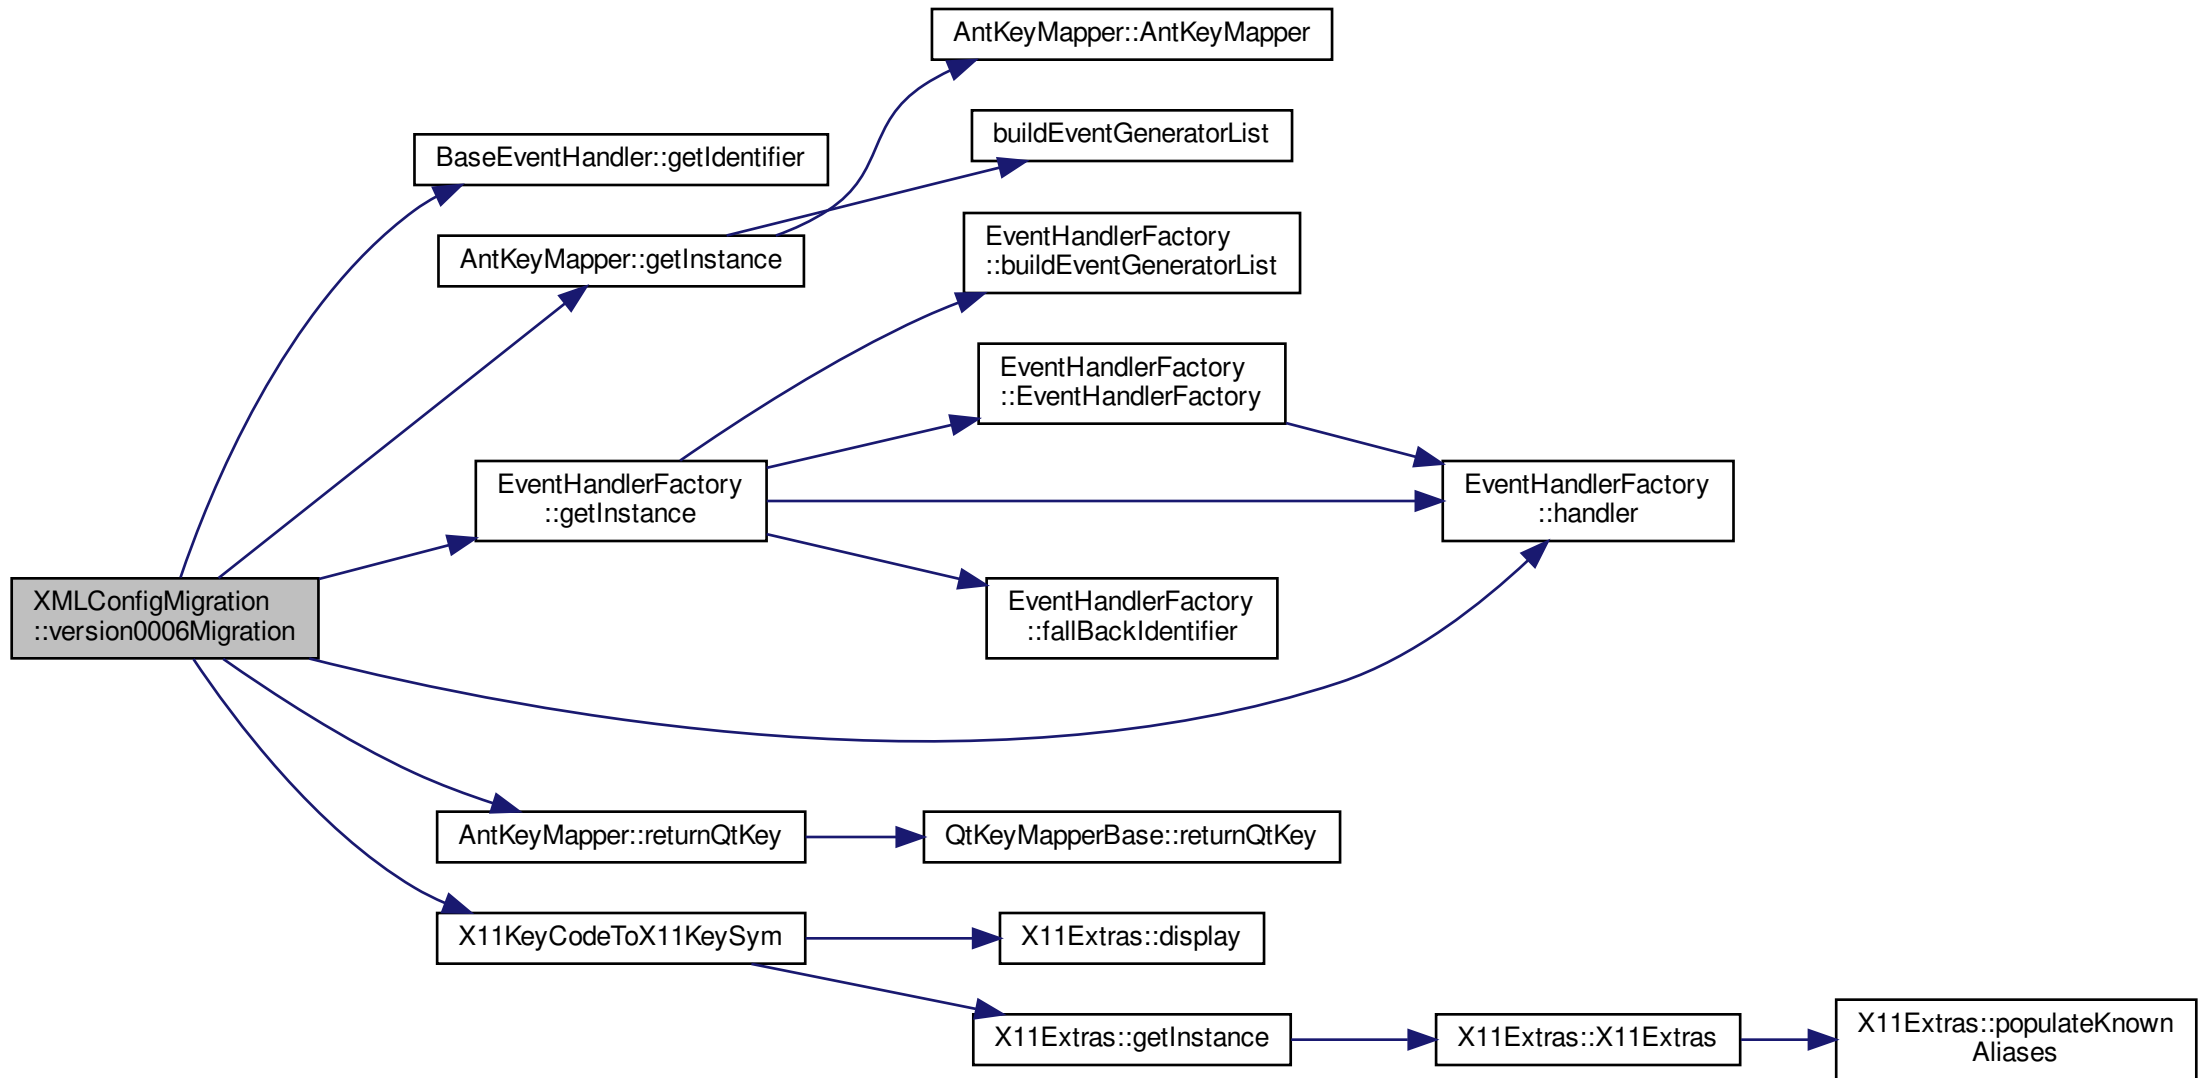 AntKeyMapper::AntKeyMapper
buildEventGeneratorList
BaseEventHandler::getIdentifier
AntKeyMapper::getInstance
EventHandlerFactory
::buildEventGeneratorList
EventHandlerFactory
::EventHandlerFactory
EventHandlerFactory
::getInstance
EventHandlerFactory
::handler
XMLConfigMigration
::version0006Migration
EventHandlerFactory
::fallBackIdentifier
AntKeyMapper::returnQtKey
QtKeyMapperBase::returnQtKey
X11KeyCodeToX11KeySym
X11Extras::display
X11Extras::getInstance
X11Extras::X11Extras
X11Extras::populateKnown
Aliases